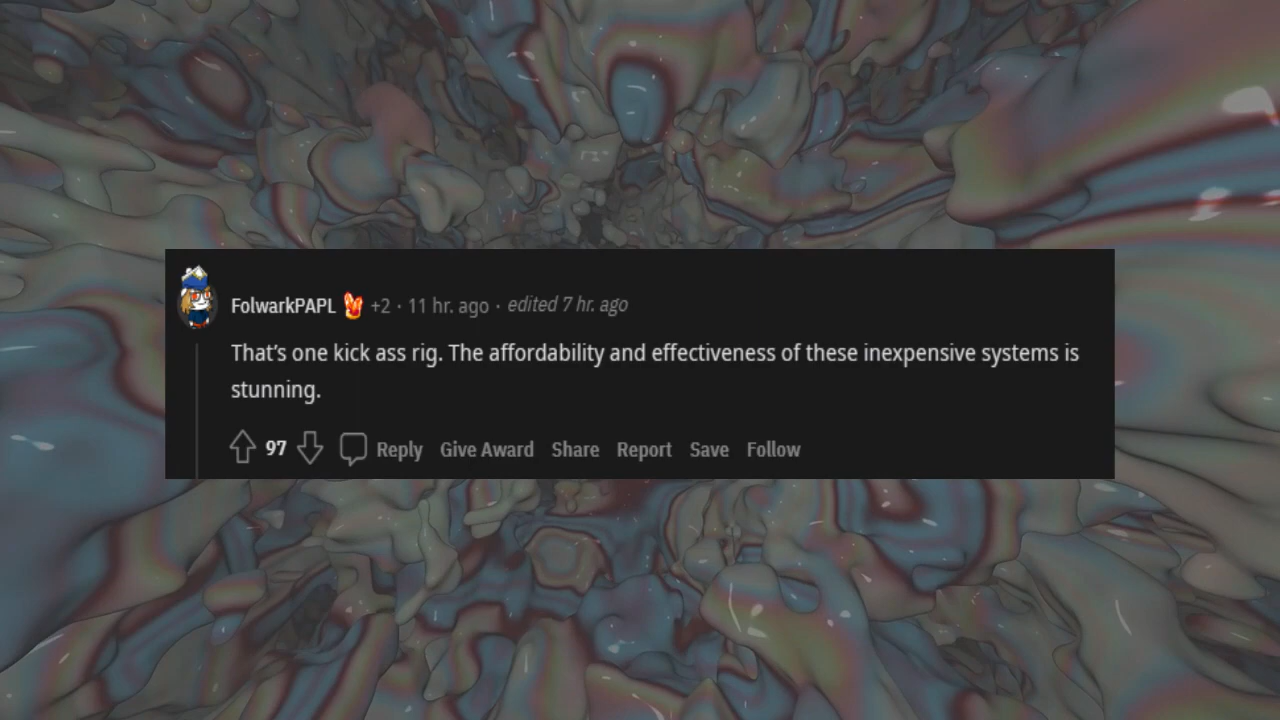 FolwarkPAPL +2 · 11 hr. ago · edited 7 hr. ago
That’s one kick ass rig. The affordability and effectiveness of these inexpensive systems is
stunning.
97 Reply Give Award Share Report Save Follow